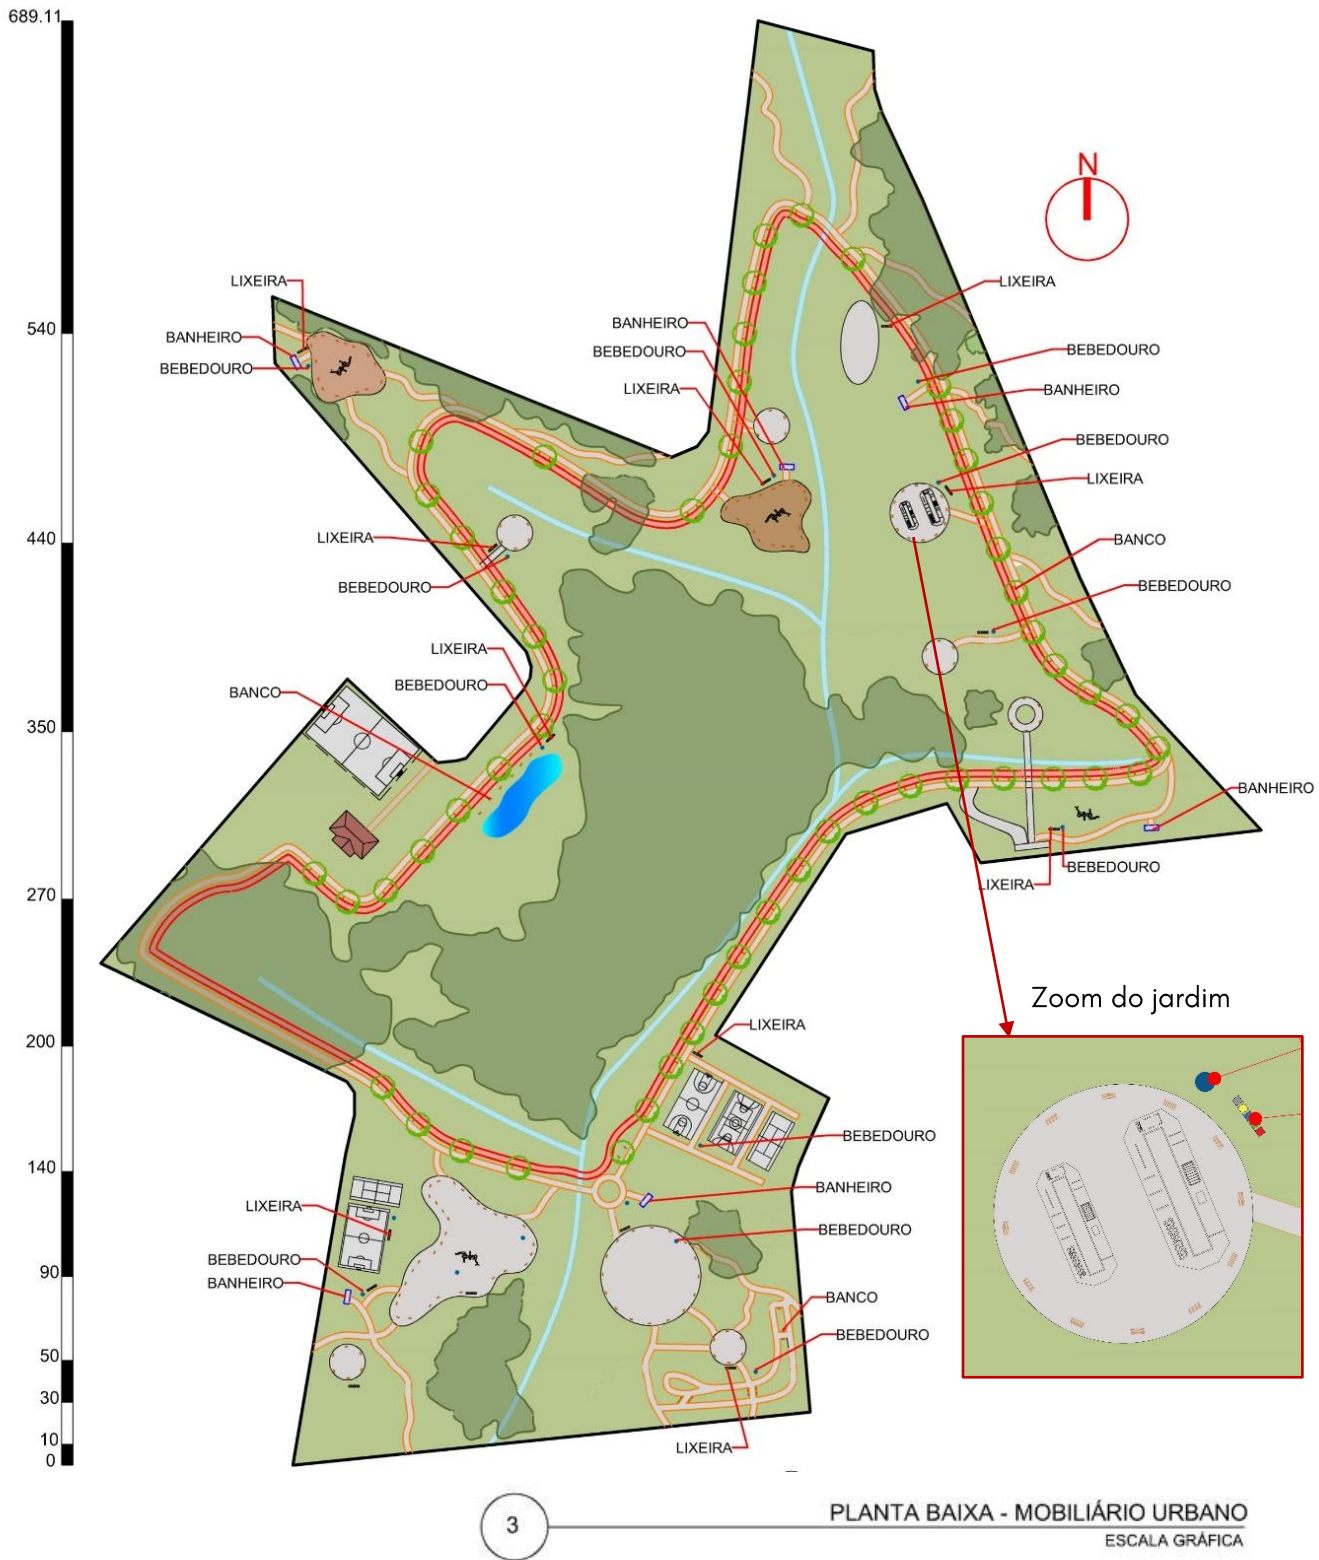 689.11
N
LIXEIRA
LIXEIRA
BANHEIRO
540
BANHEIRO
BEBEDOURO
BEBEDOURO
BEBEDOURO
LIXEIRA
BANHEIRO
BEBEDOURO
LIXEIRA
440
LIXEIRA
BANCO
BEBEDOURO
BEBEDOURO
LIXEIRA
BEBEDOURO
BANCO
350
BANHEIRO
BEBEDOURO
LIXEIRA
270
Zoom do jardim
LIXEIRA
200
BEBEDOURO
140
BANHEIRO
LIXEIRA
BEBEDOURO
BEBEDOURO
90
BANHEIRO
BANCO
BEBEDOURO
50
30
10
LIXEIRA
0
3
PLANTA BAIXA - MOBILIÁRIO URBANO
ESCALA GRÁFICA